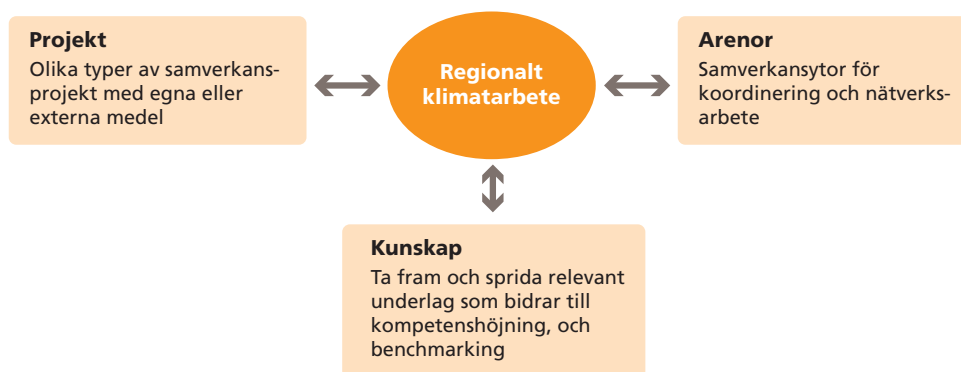 Projekt
Olika typer av samverkans-
projekt med egna eller
externa medel
Regionalt
klimatarbete
Arenor
Samverkansytor för
koordinering och nätverks-
arbete
Kunskap
Ta fram och sprida relevant
underlag som bidrar till
kompetenshöjning, och
benchmarking